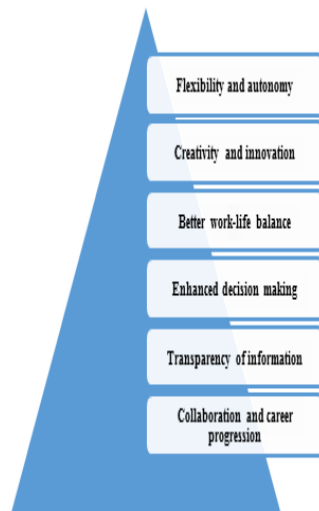 Flexibility and autonomy
Creativity and innovation
Better work-life balance
Enhanced decision making
Transparency of information
Collaboration and career
progression